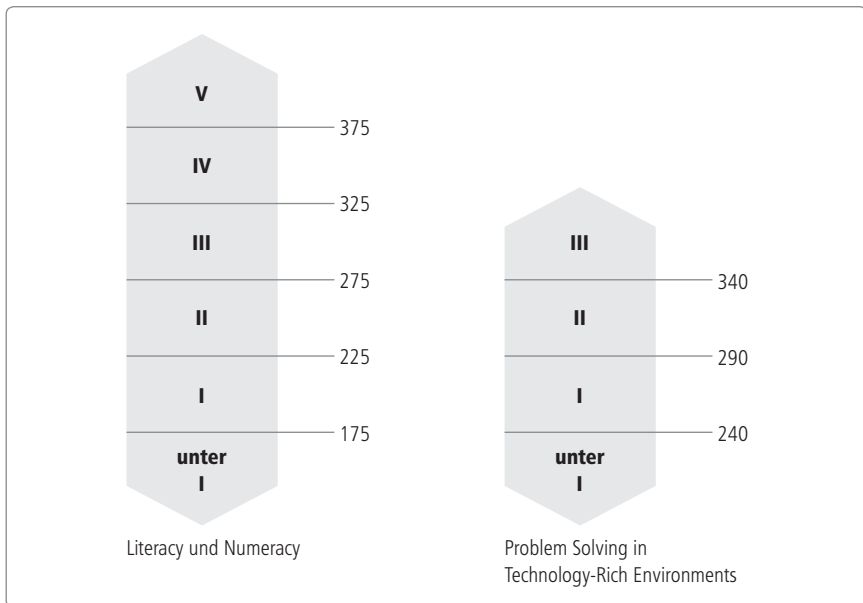 V
375
IV
325
III
275
II
225
I
175
unter
I
Literacy und Numeracy
III
340
II
290
I
240
unter
I
Problem Solving in
Technology-Rich Environments